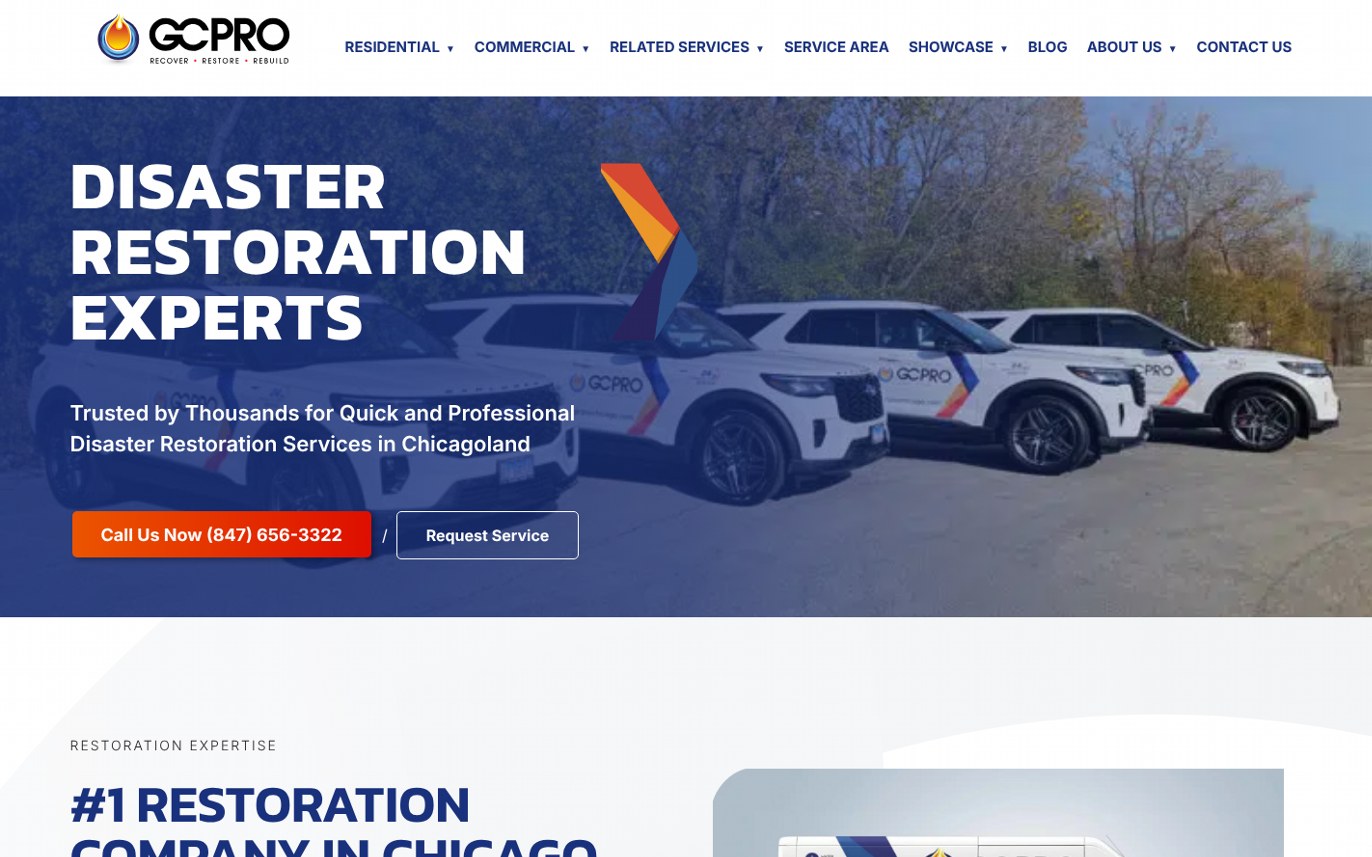 GCPRO
RECOVER • RESTORE • REBUILD
RESIDENTIAL ▼ COMMERCIAL ▼ RELATED SERVICES ▼ SERVICE AREA SHOWCASE ▼ BLOG ABOUT US ▼ CONTACT US
DISASTER
RESTORATION
EXPERTS
GCPRO
GCPRO
Trusted by Thousands for Quick and Professional
Disaster Restoration Services in Chicagoland
Call Us Now (847) 656-3322 / Request Service
RESTORATION EXPERTISE
#1 RESTORATION
COMPANY IN CHICAGO